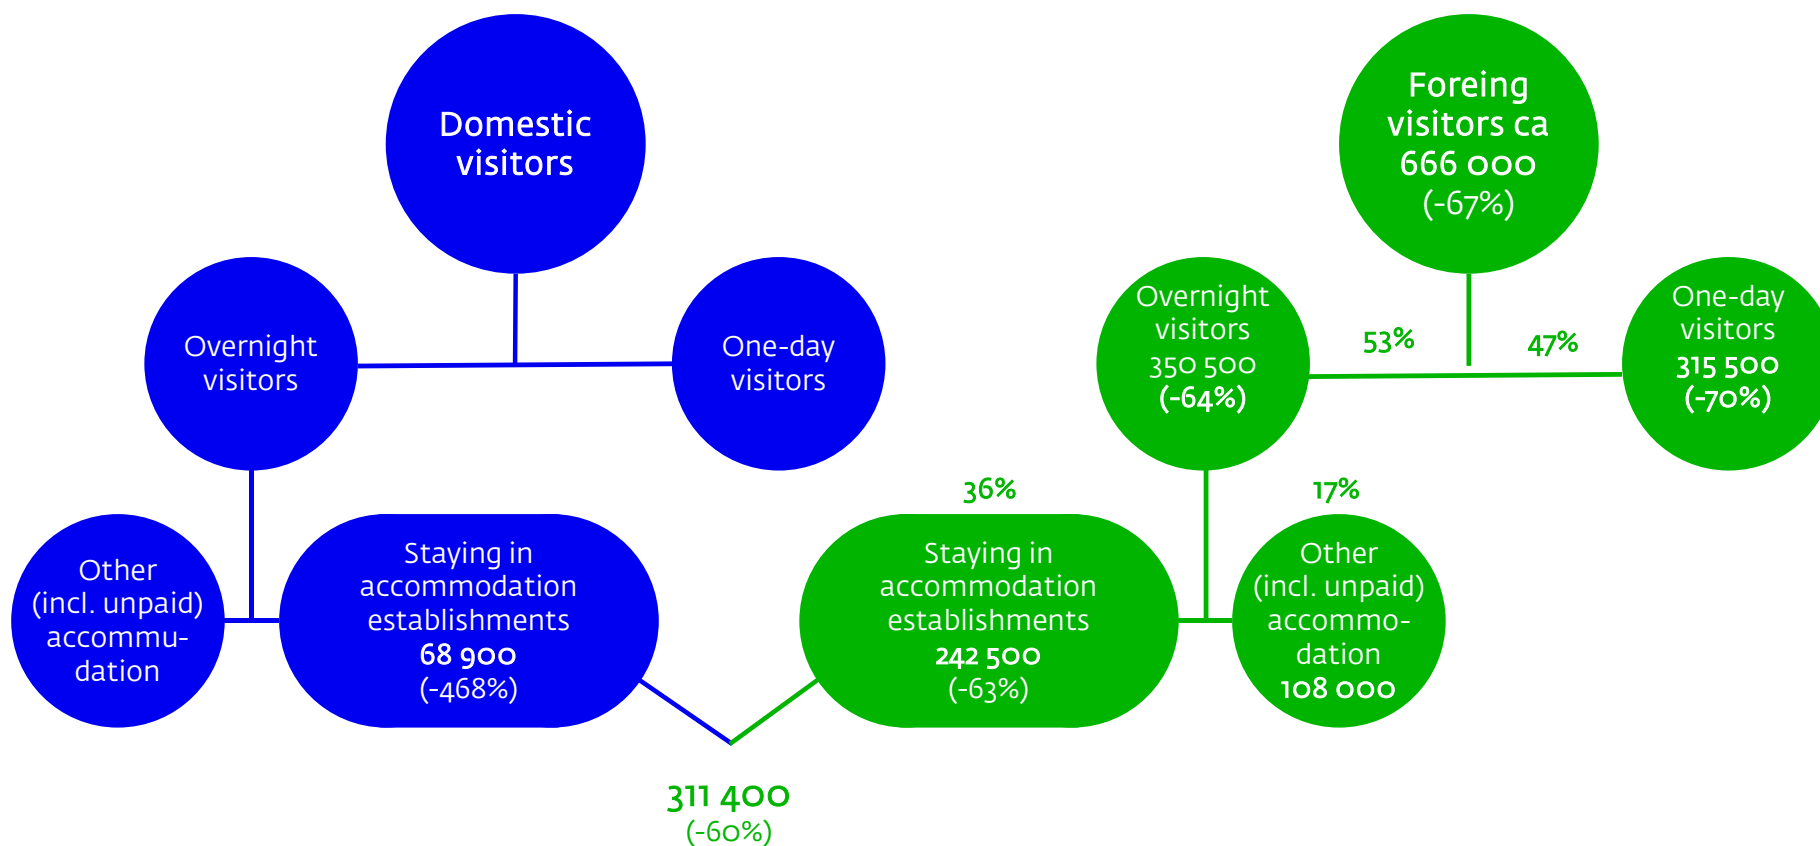 Domestic
visitors
Foreing
visitors ca
666 000
(-67%)
Overnight
visitors
One-day
visitors
Overnight
visitors
350 500
(-64%)
53%
47%
One-day
visitors
315 500
(-70%)
Other
(incl. unpaid)
accommu-
dation
Staying in
accommodation
establishments
68 900
(-468%)
36%
Staying in
accommodation
establishments
242 500
(-63%)
17%
Other
(incl. unpaid)
accommo-
dation
108 000
311 400
(-60%)